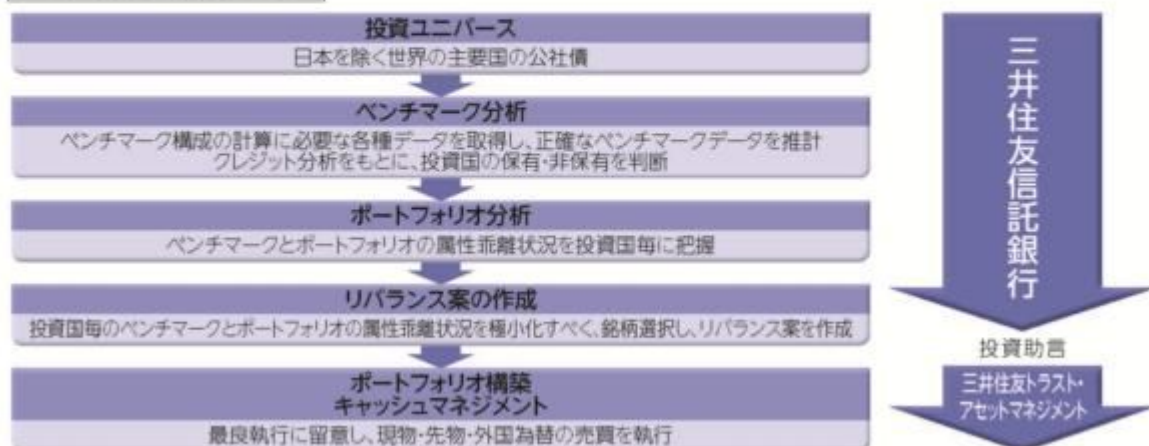 投資ユニバース
日本を除く世界の主要国の公社債
ベンチマーク分析
ベンチマーク構成の計算に必要な各種データを取得し、正確なベンチマークデータを推計
クレジット分析をもとに、投資国の保有・非保有を判断
ポートフォリオ分析
ベンチマークとポートフォリオの属性乖離状況を投資国毎に把握
リバランス案の作成
投資国毎のベンチマークとポートフォリオの属性乖離状況を極小化すべく、銘柄選択し、リバランス案を作成
ポートフォリオ構築
キャッシュマネジメント
最良執行に留意し、現物・先物・外国為替の売買を執行
三井住友信託銀行
投資助言
三井住友トラスト・
アセットマネジメント